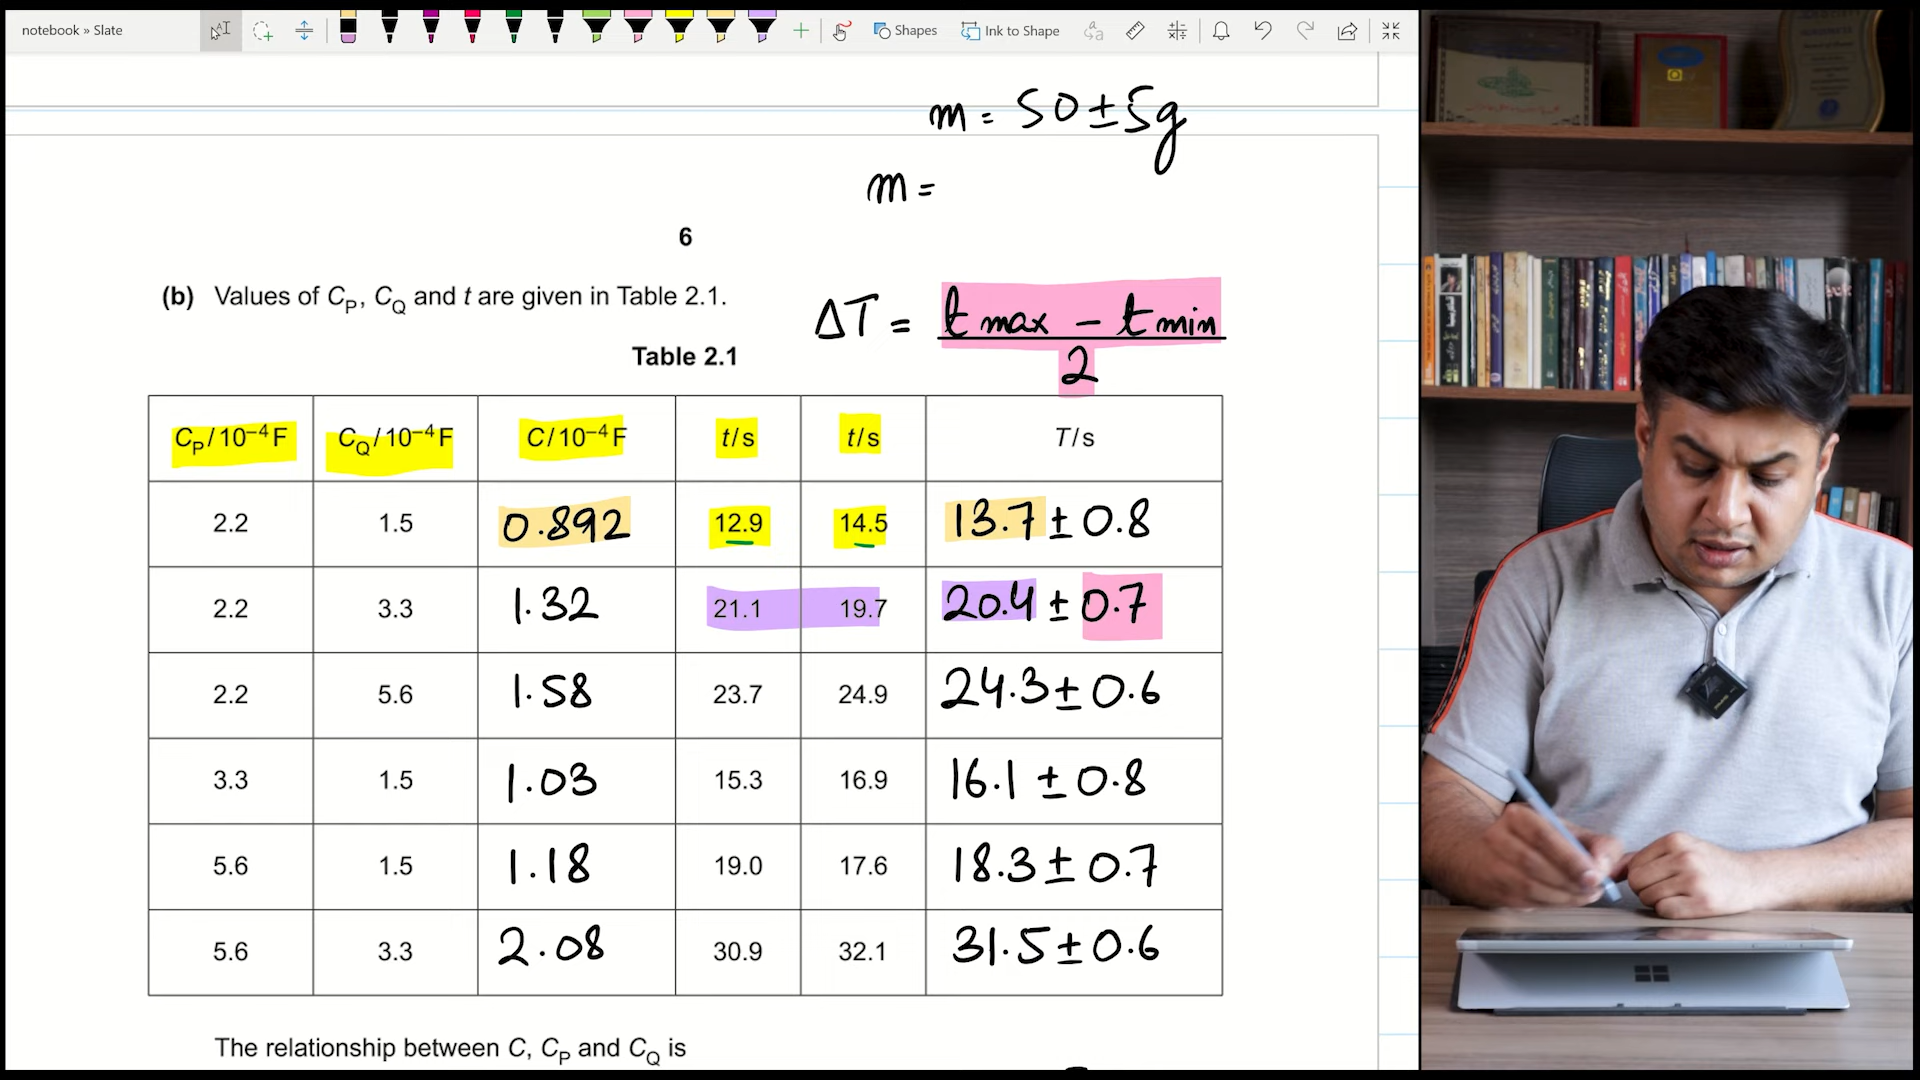 notebook » Slate
Shapes
Ink to Shape
m = 50 ± 5g
m =
6
(b) Values of CP, CQ and t are given in Table 2.1.
ΔT = t max - t min / 2
Table 2.1
CP / 10⁻⁴ F CQ / 10⁻⁴ F C / 10⁻⁴ F t / s t / s T / s
2.2 1.5 0.892 12.9 14.5 13.7 ± 0.8
2.2 3.3 1.32 21.1 19.7 20.4 ± 0.7
2.2 5.6 1.58 23.7 24.9 24.3 ± 0.6
3.3 1.5 1.03 15.3 16.9 16.1 ± 0.8
5.6 1.5 1.18 19.0 17.6 18.3 ± 0.7
5.6 3.3 2.08 30.9 32.1 31.5 ± 0.6
The relationship between C, CP and CQ is